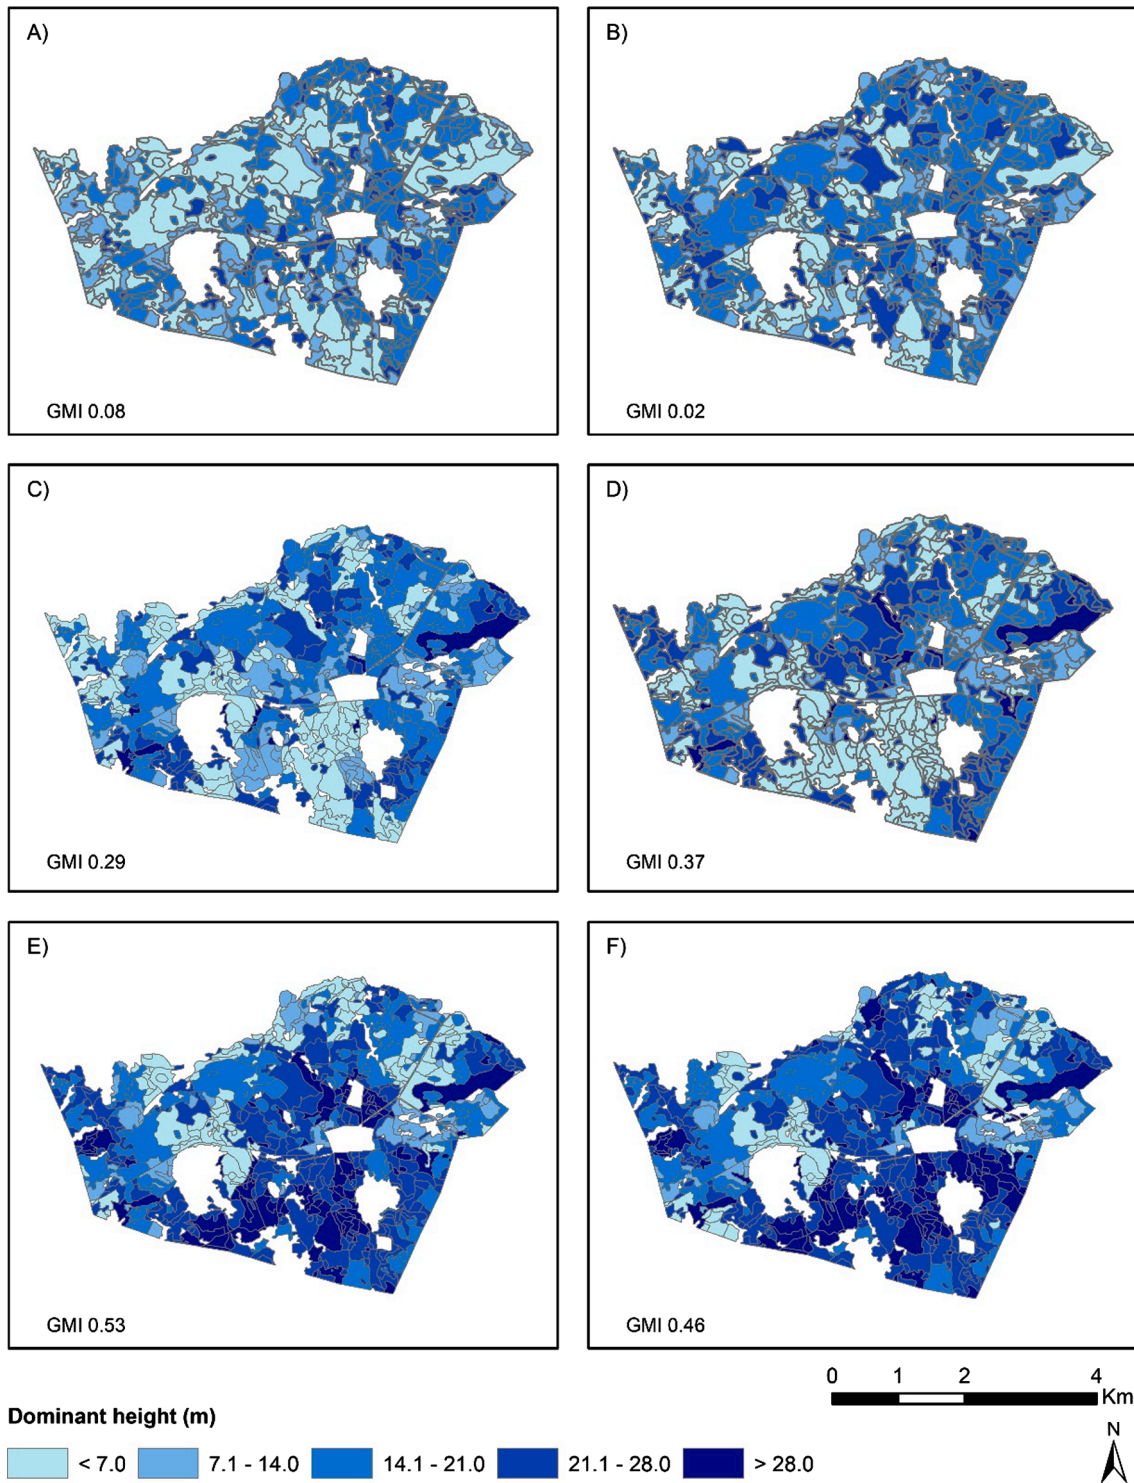 A)
B)
GMI 0.08
GMI 0.02
C)
D)
GMI 0.29
GMI 0.37
E)
F)
GMI 0.53
GMI 0.46
0 1 2 4
Km
Dominant height (m)
N
< 7.0 7.1 - 14.0 14.1 - 21.0 21.1 - 28.0 > 28.0